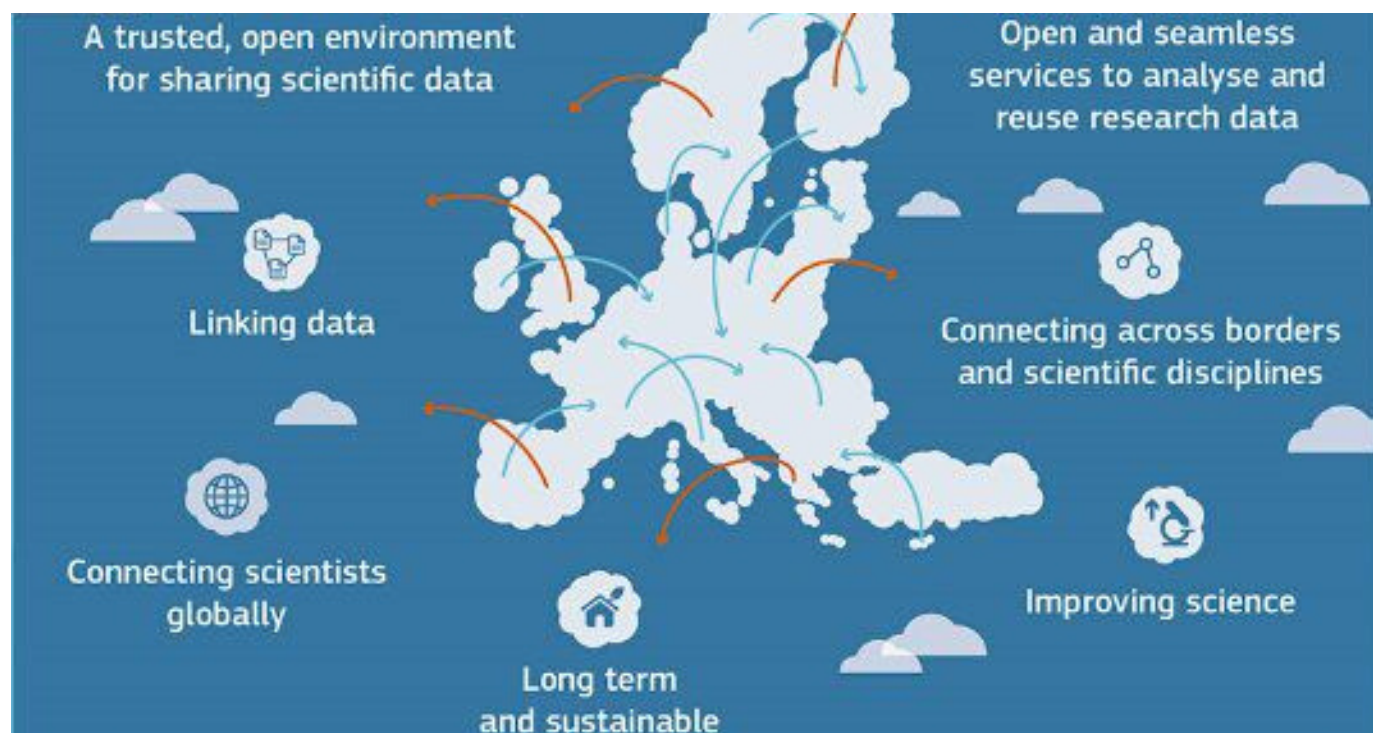 A trusted, open environment
for sharing scientific data
Open and seamless
services to analyse and
reuse research data
Linking data
Connecting across borders
and scientific disciplines
Connecting scientists
globally
Improving science
Long term
and sustainable